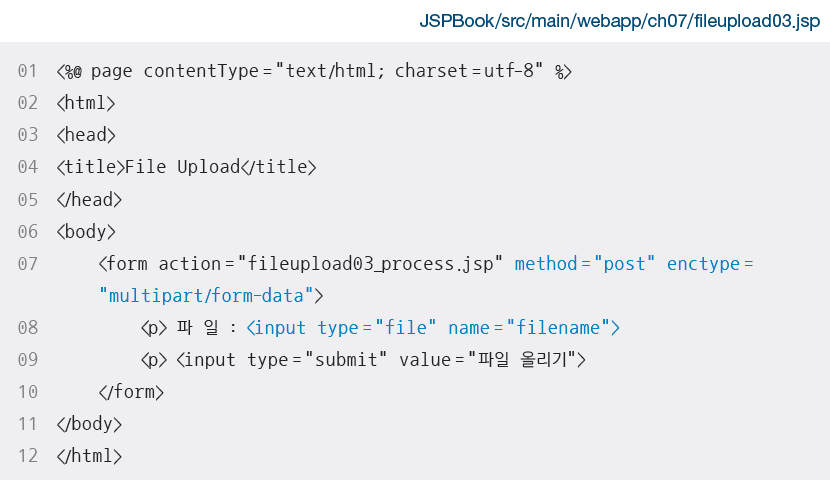 JSPBook/src/main/webapp/ch07/fileupload03.jsp
01 <%@ page contentType="text/html; charset=utf-8" %>
02 <html>
03 <head>
04 <title>File Upload</title>
05 </head>
06 <body>
07 <form action="fileupload03_process.jsp" method="post" enctype=
"multipart/form-data">
08 <p> 파 일 : <input type="file" name="filename">
09 <p> <input type="submit" value="파일 올리기">
10 </form>
11 </body>
12 </html>